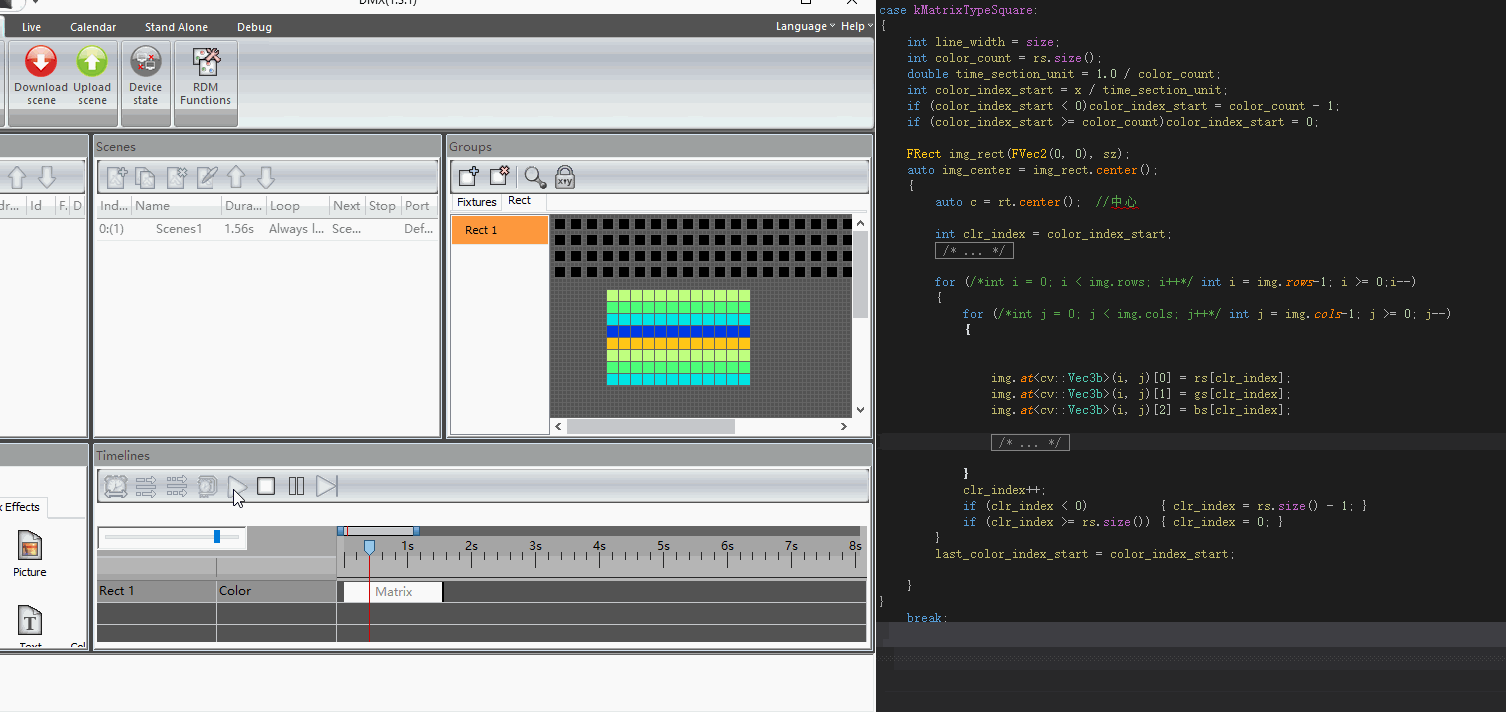 DMX(1.3.1)
Live Calendar Stand Alone Debug Language Help
Download scene
Upload scene
Device state
RDM Functions
Scenes
Ind... Name Dura... Loop Next Stop Port
0:(1) Scenes1 1.56s Always l... Sce... Def...
dr... Id F. D
Groups
x,y
Fixtures Rect
Rect 1
Timelines
x Effects
Picture
T
Text
1s 2s 3s 4s 5s 6s 7s 8s
Rect 1 Color Matrix
case kMatrixTypeSquare:
{
int line_width = size;
int color_count = rs.size();
double time_section_unit = 1.0 / color_count;
int color_index_start = x / time_section_unit;
if (color_index_start < 0)color_index_start = color_count - 1;
if (color_index_start >= color_count)color_index_start = 0;
FRect img_rect(FVec2(0, 0), sz);
auto img_center = img_rect.center();
{
auto c = rt.center(); //中心
int clr_index = color_index_start;
/* ... */
for (/*int i = 0; i < img.rows; i++*/ int i = img.rows-1; i >= 0;i--)
{
for (/*int j = 0; j < img.cols; j++*/ int j = img.cols-1; j >= 0; j--)
{
img.at<cv::Vec3b>(i, j)[0] = rs[clr_index];
img.at<cv::Vec3b>(i, j)[1] = gs[clr_index];
img.at<cv::Vec3b>(i, j)[2] = bs[clr_index];
/* ... */
}
clr_index++;
if (clr_index < 0) { clr_index = rs.size() - 1; }
if (clr_index >= rs.size()) { clr_index = 0; }
}
last_color_index_start = color_index_start;
}
}
break;